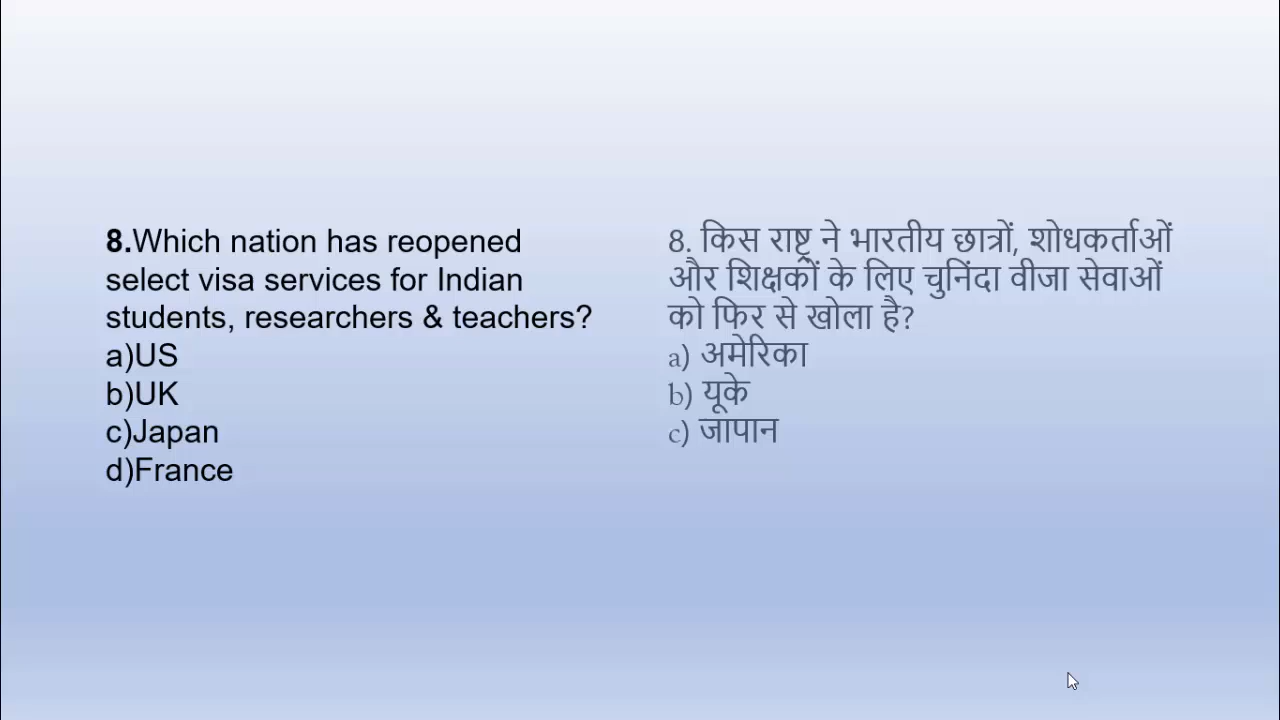 8.Which nation has reopened
select visa services for Indian
students, researchers & teachers?
a)US
b)UK
c)Japan
d)France
8. किस राष्ट्र ने भारतीय छात्रों, शोधकर्ताओं
और शिक्षकों के लिए चुनिंदा वीजा सेवाओं
को फिर से खोला है?
a) अमेरिका
b) यूके
c) जापान